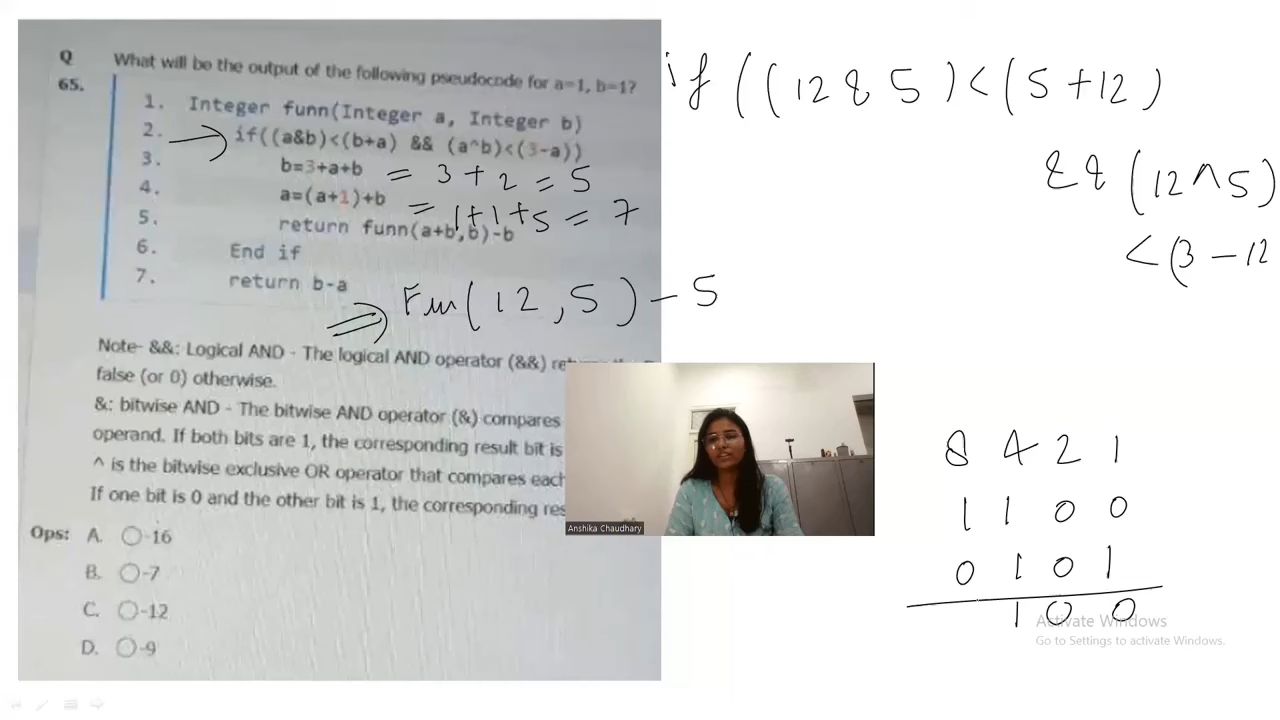 Q What will be the output of the following pseudocode for a=1, b=1?
65.
1. Integer funn(Integer a, Integer b)
2. if((a&b)<(b+a) && (a^b)<(3-a))
3. b=3+a+b = 3 + 2 = 5
4. a=(a+1)+b = 1+1+5 = 7
5. return funn(a+b,b)-b
6. End if
7. return b-a
⇒ Fun(12,5)-5
Note- &&: Logical AND - The logical AND operator (&&)
false (or 0) otherwise.
&: bitwise AND - The bitwise AND operator (&) compares
operand. If both bits are 1, the corresponding result bit is
^ is the bitwise exclusive OR operator that compares each
If one bit is 0 and the other bit is 1, the corresponding
Ops: A. -16
B. -7
C. -12
D. -9
if ((12 & 5)<(5+12)
&& (12^5)
<(3-12
Anshika Chaudhary
8 4 2 1
1 1 0 0
0 1 0 1
1 0 0
Activate Windows
Go to Settings to activate Windows.